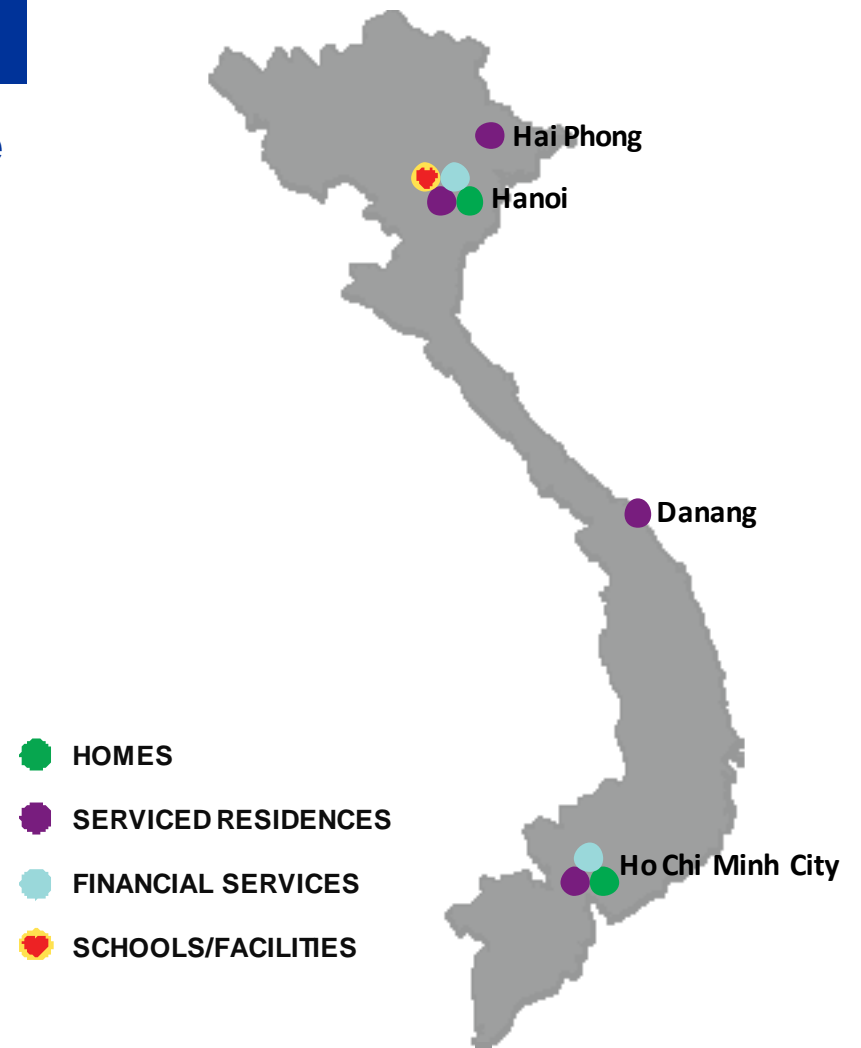 e
Hai Phong
Hanoi
Danang
HOMES
SERVICED RESIDENCES
Ho Chi Minh City
FINANCIAL SERVICES
SCHOOLS/FACILITIES